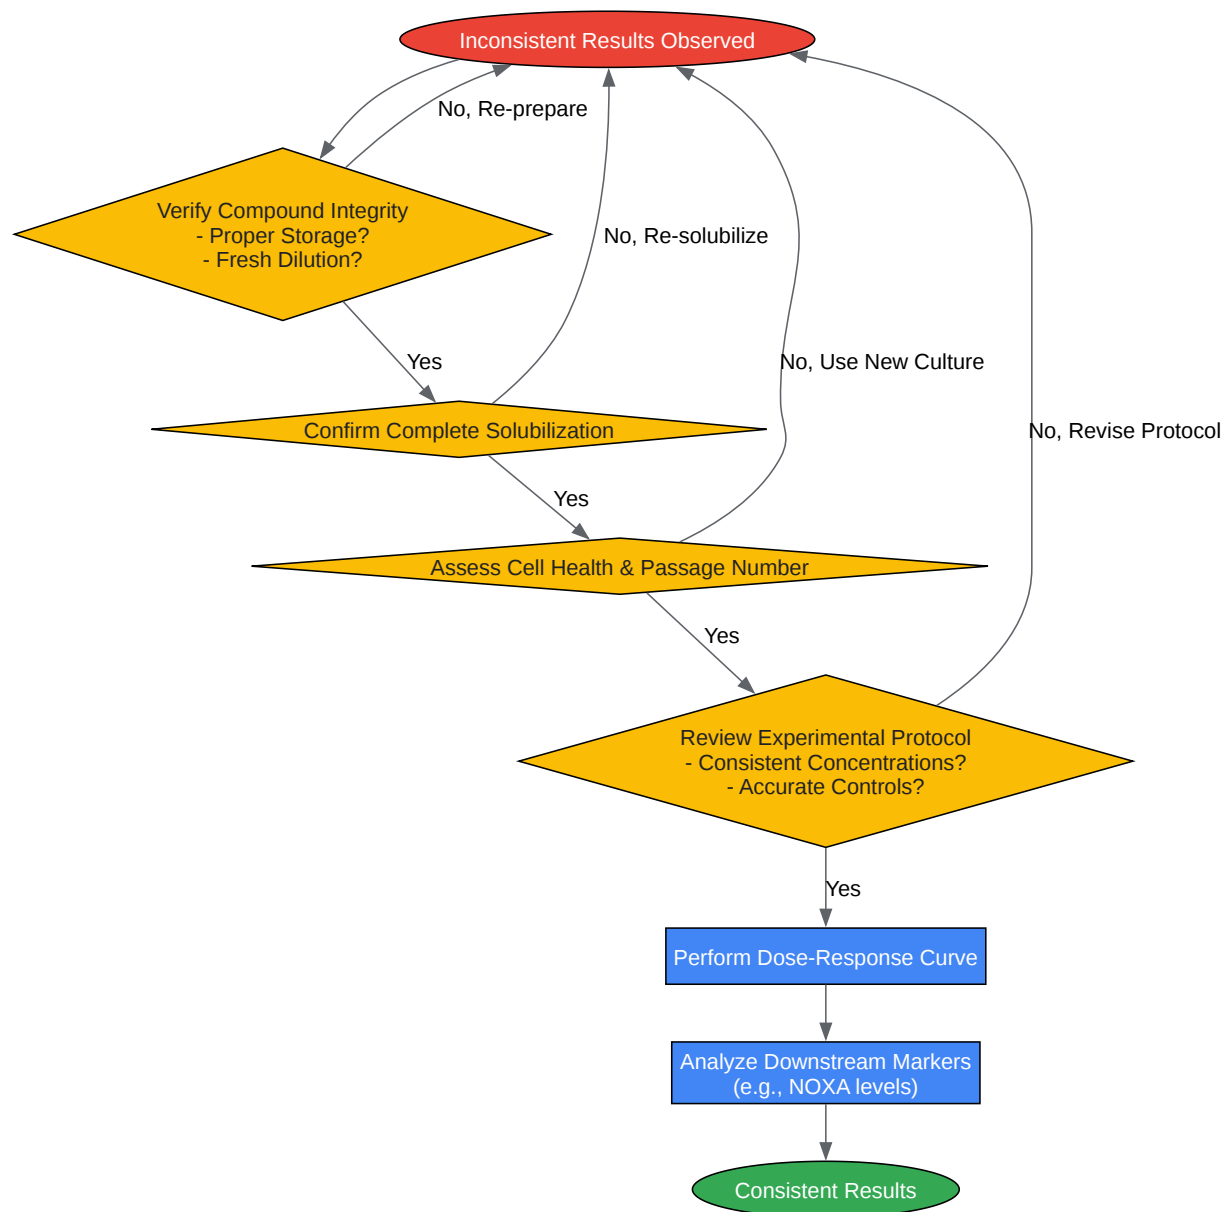 Inconsistent Results Observed
No, Re-prepare
Verify Compound Integrity
- Proper Storage?
- Fresh Dilution?
No, Re-solubilize
Yes
No, Use New Culture
Confirm Complete Solubilization
No, Revise Protocol
Yes
Assess Cell Health & Passage Number
Yes
Review Experimental Protocol
- Consistent Concentrations?
- Accurate Controls?
Yes
Perform Dose-Response Curve
Analyze Downstream Markers
(e.g., NOXA levels)
Consistent Results